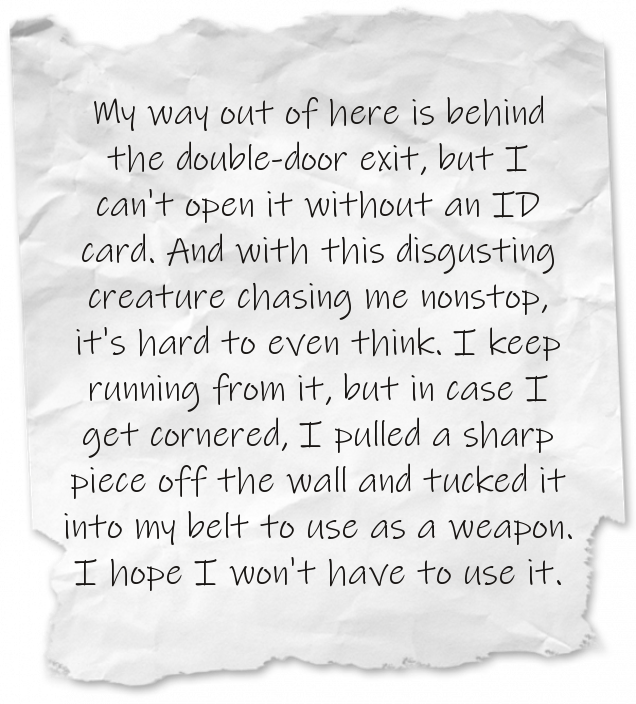 My way out of here is behind
the double-door exit, but I
can't open it without an ID
card. And with this disgusting
creature chasing me nonstop,
it's hard to even think. I keep
running from it, but in case I
get cornered, I pulled a sharp
piece off the wall and tucked it
into my belt to use as a weapon.
I hope I won't have to use it.